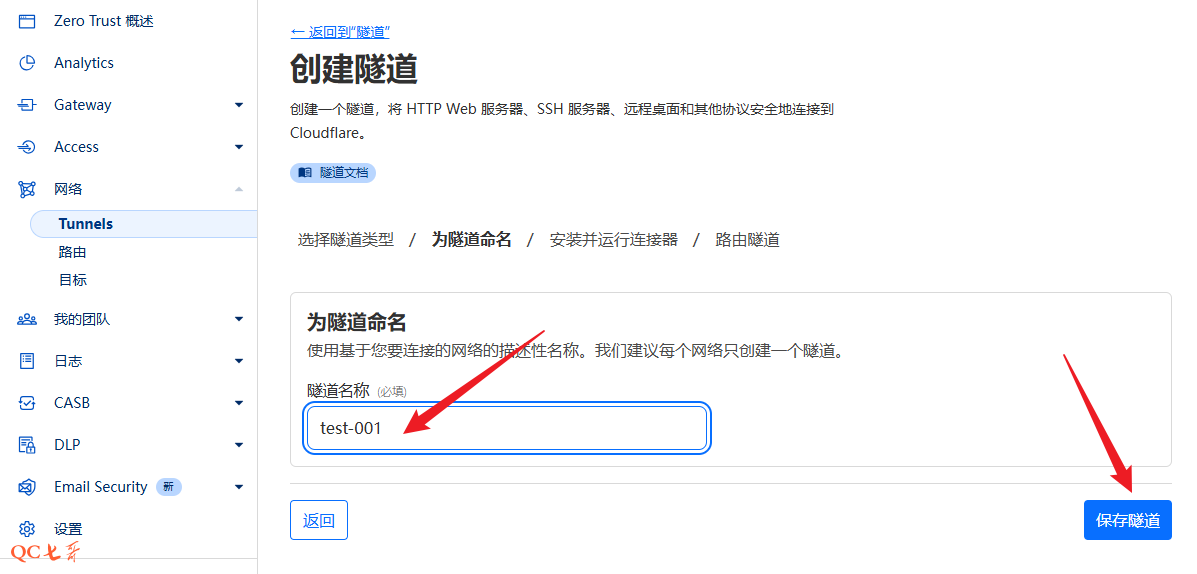 Zero Trust 概述
Analytics
Gateway
Access
网络
Tunnels
路由
目标
我的团队
日志
CASB
DLP
Email Security 新
设置
QC七哥
← 返回到“隧道”
创建隧道
创建一个隧道，将 HTTP Web 服务器、SSH 服务器、远程桌面和其他协议安全地连接到
Cloudflare。
隧道文档
选择隧道类型 / 为隧道命名 / 安装并运行连接器 / 路由隧道
为隧道命名
使用基于您要连接的网络的描述性名称。我们建议每个网络只创建一个隧道。
隧道名称 (必填)
test-001
返回
保存隧道